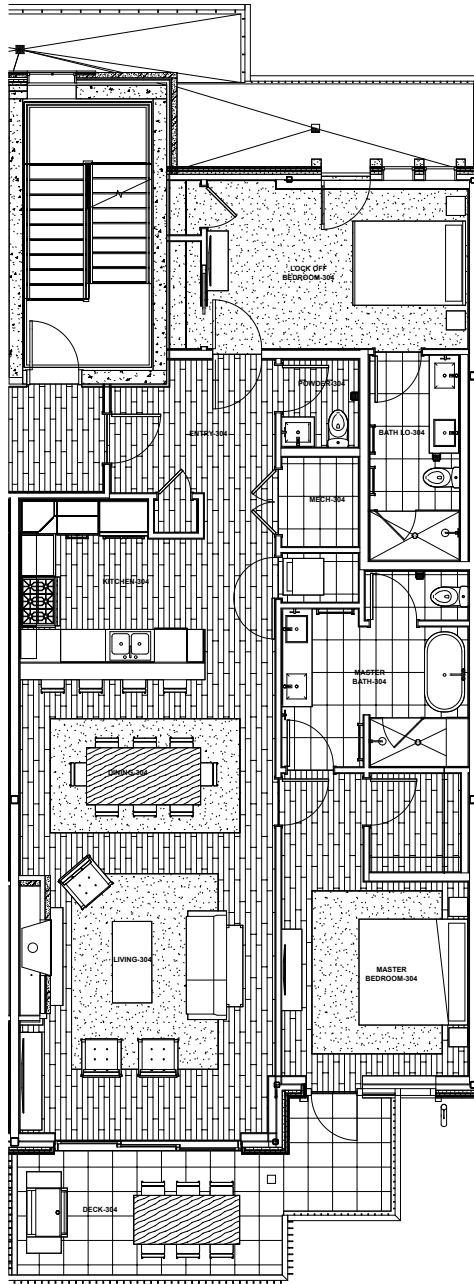 LOCK OFF
BEDROOM-304
POWDER-304
ENTRY-304
BATH LO-304
MECH-304
KITCHEN-304
MASTER
BATH-304
DINING-304
LIVING-304
MASTER
BEDROOM-304
DECK-304